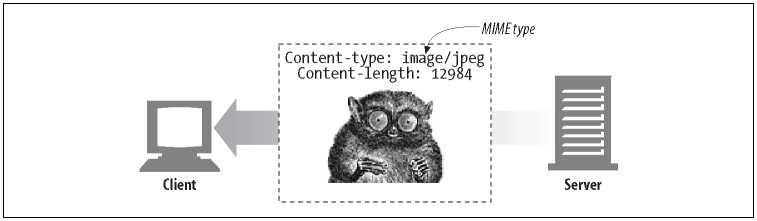 MIME type
Content-type: image/jpeg
Content-length: 12984
Client
Server